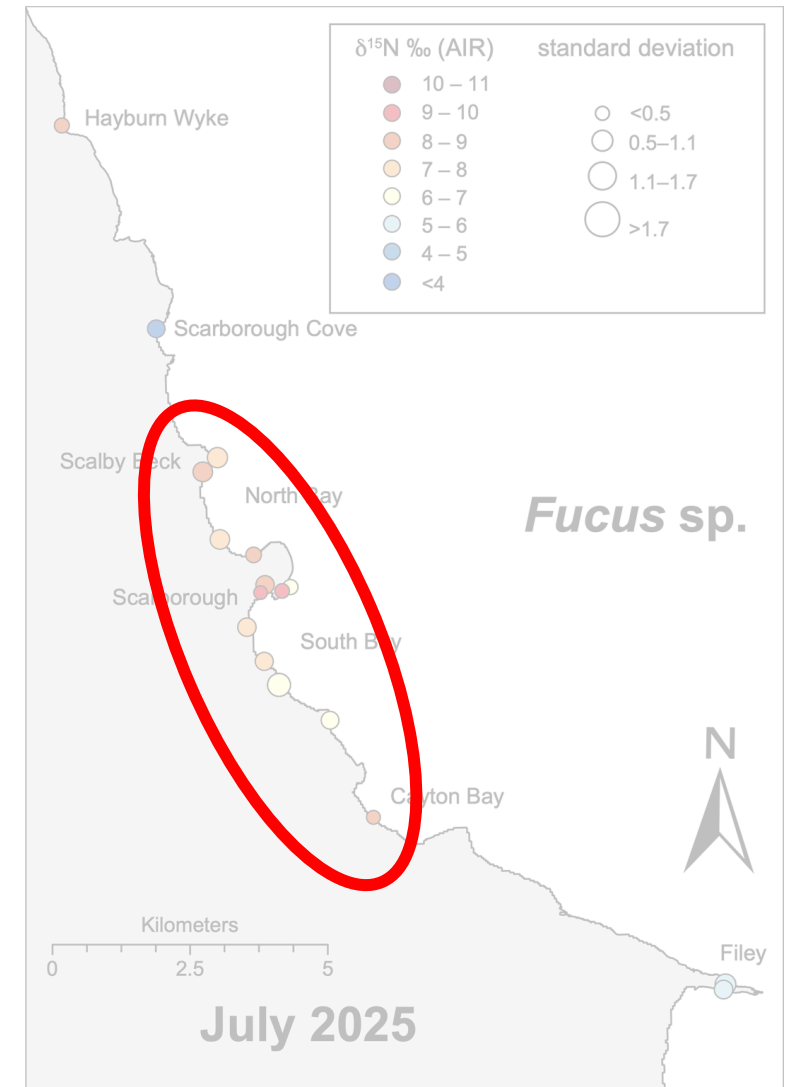 δ¹⁵N ‰ (AIR)
standard deviation
10 – 11
9 – 10
8 – 9
7 – 8
6 – 7
5 – 6
4 – 5
<4
<0.5
0.5–1.1
1.1–1.7
>1.7
Hayburn Wyke
Scarborough Cove
Scalby Beck
North Bay
Fucus sp.
Scarborough
South Bay
N
Cayton Bay
Kilometers
0 2.5 5
Filey
July 2025